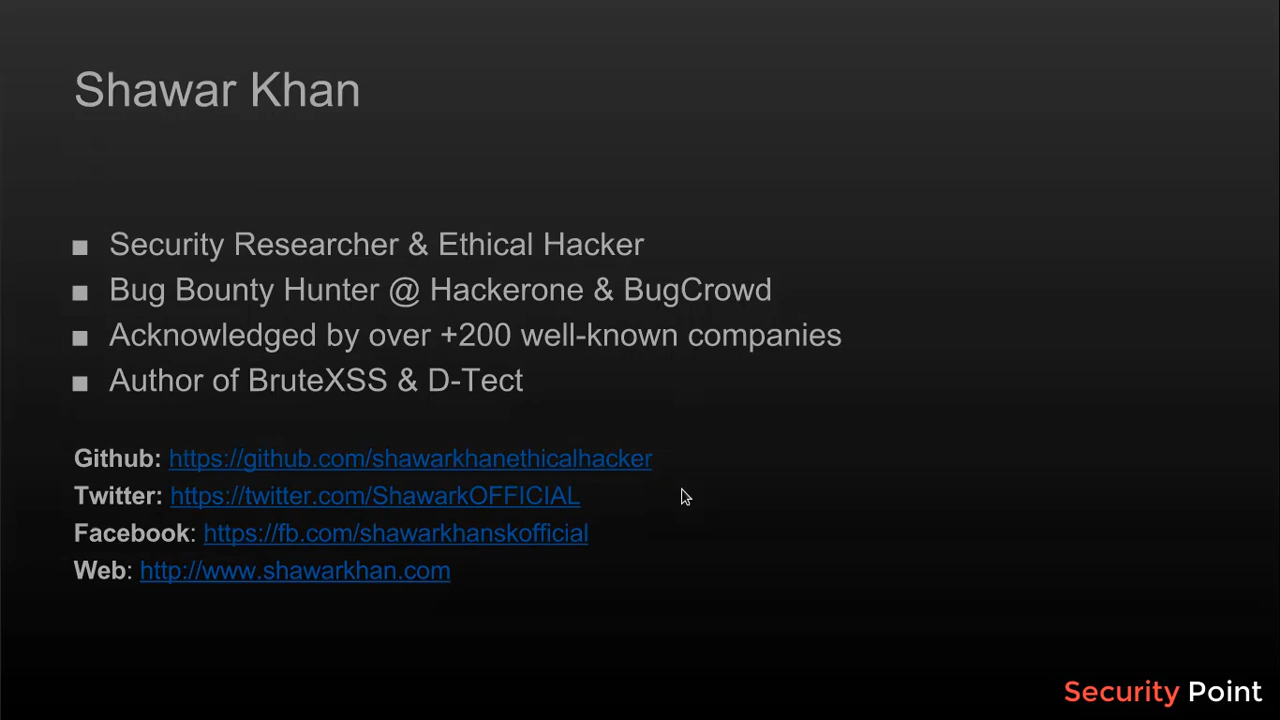 Shawar Khan
Security Researcher & Ethical Hacker
Bug Bounty Hunter @ Hackerone & BugCrowd
Acknowledged by over +200 well-known companies
Author of BruteXSS & D-Tect
Github: https://github.com/shawarkhanethicalhacker
Twitter: https://twitter.com/ShawarkOFFICIAL
Facebook: https://fb.com/shawarkhanskofficial
Web: http://www.shawarkhan.com
Security Point